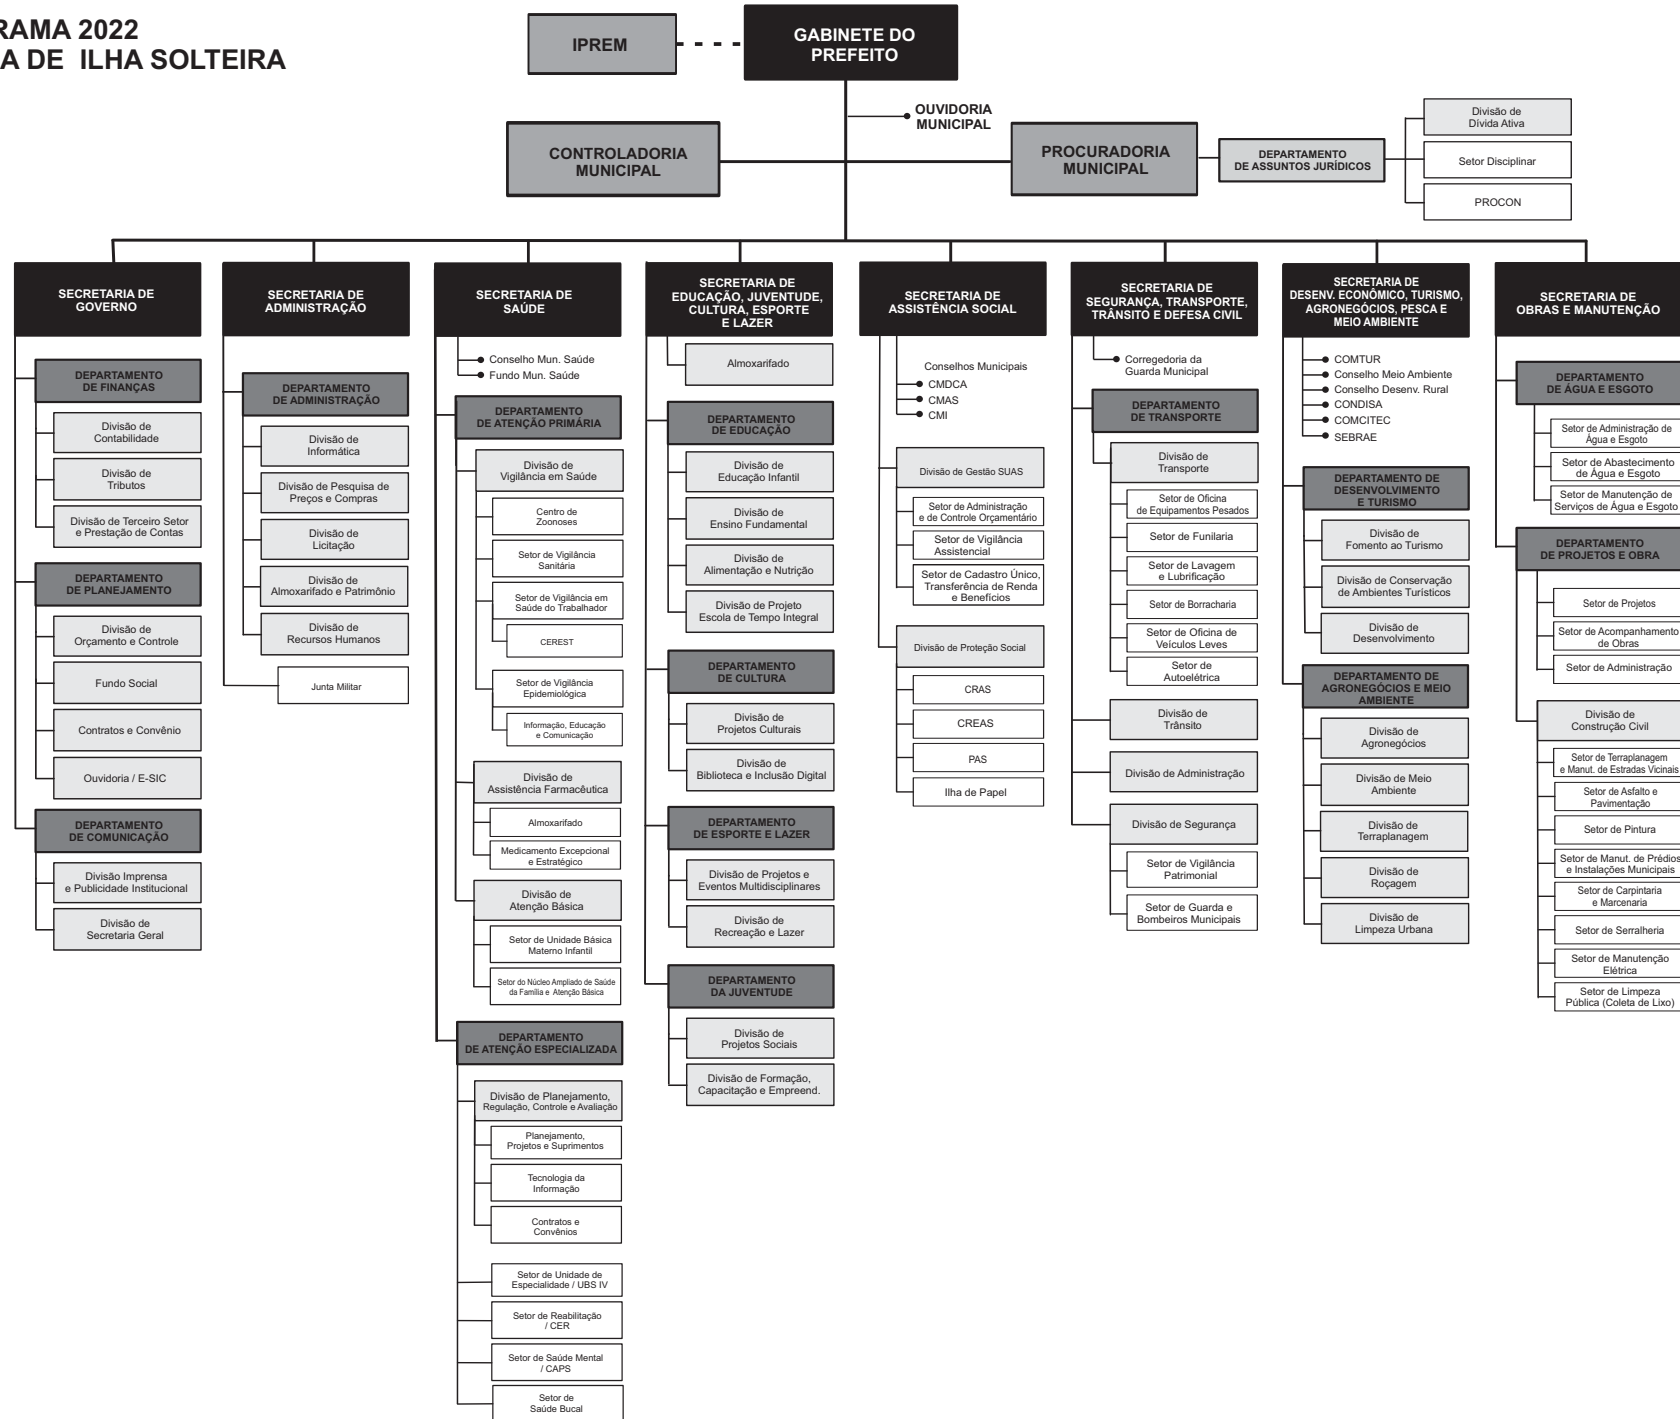 RAMA 2022
A DE ILHA SOLTEIRA
IPREM
GABINETE DO
PREFEITO
OUVIDORIA
MUNICIPAL
CONTROLADORIA
MUNICIPAL
PROCURADORIA
MUNICIPAL
DEPARTAMENTO
DE ASSUNTOS JURÍDICOS
Divisão de
Dívida Ativa
Setor Disciplinar
PROCON
SECRETARIA DE
GOVERNO
DEPARTAMENTO
DE FINANÇAS
Divisão de
Contabilidade
Divisão de
Tributos
Divisão de Terceiro Setor
e Prestação de Contas
DEPARTAMENTO
DE PLANEJAMENTO
Divisão de
Orçamento e Controle
Fundo Social
Contratos e Convênio
Ouvidoria / E-SIC
DEPARTAMENTO
DE COMUNICAÇÃO
Divisão Imprensa
e Publicidade Institucional
Divisão de
Secretaria Geral
SECRETARIA DE
ADMINISTRAÇÃO
DEPARTAMENTO
DE ADMINISTRAÇÃO
Divisão de
Informática
Divisão de Pesquisa de
Preços e Compras
Divisão de
Licitação
Divisão de
Almoxarifado e Patrimônio
Divisão de
Recursos Humanos
Junta Militar
SECRETARIA DE
SAÚDE
Conselho Mun. Saúde
Fundo Mun. Saúde
DEPARTAMENTO
DE ATENÇÃO PRIMÁRIA
Divisão de
Vigilância em Saúde
Centro de
Zoonoses
Setor de Vigilância
Sanitária
Setor de Vigilância em
Saúde do Trabalhador
CEREST
Setor de Vigilância
Epidemiológica
Informação, Educação
e Comunicação
Divisão de
Assistência Farmacêutica
Almoxarifado
Medicamento Excepcional
e Estratégico
Divisão de
Atenção Básica
Setor de Unidade Básica
Materno Infantil
Setor do Núcleo Ampliado de Saúde
da Família e Atenção Básica
DEPARTAMENTO
DE ATENÇÃO ESPECIALIZADA
Divisão de Planejamento,
Regulação, Controle e Avaliação
Planejamento,
Projetos e Suprimentos
Tecnologia da
Informação
Contratos e
Convênios
Setor de Unidade de
Especialidade / UBS IV
Setor de Reabilitação
/ CER
Setor de Saúde Mental
/ CAPS
Setor de
Saúde Bucal
SECRETARIA DE
EDUCAÇÃO, JUVENTUDE,
CULTURA, ESPORTE
E LAZER
Almoxarifado
DEPARTAMENTO
DE EDUCAÇÃO
Divisão de
Educação Infantil
Divisão de
Ensino Fundamental
Divisão de
Alimentação e Nutrição
Divisão de Projeto
Escola de Tempo Integral
DEPARTAMENTO
DE CULTURA
Divisão de
Projetos Culturais
Divisão de
Biblioteca e Inclusão Digital
DEPARTAMENTO
DE ESPORTE E LAZER
Divisão de Projetos e
Eventos Multidisciplinares
Divisão de
Recreação e Lazer
DEPARTAMENTO
DA JUVENTUDE
Divisão de
Projetos Sociais
Divisão de Formação,
Capacitação e Empreend.
SECRETARIA DE
ASSISTÊNCIA SOCIAL
Conselhos Municipais
CMDCA
CMAS
CMI
Divisão de Gestão SUAS
Setor de Administração
e de Controle Orçamentário
Setor de Vigilância
Assistencial
Setor de Cadastro Único,
Transferência de Renda
e Benefícios
Divisão de Proteção Social
CRAS
CREAS
PAS
Ilha de Papel
SECRETARIA DE
SEGURANÇA, TRANSPORTE,
TRÂNSITO E DEFESA CIVIL
Corregedoria da
Guarda Municipal
DEPARTAMENTO
DE TRANSPORTE
Divisão de
Transporte
Setor de Oficina
de Equipamentos Pesados
Setor de Funilaria
Setor de Lavagem
e Lubrificação
Setor de Borracharia
Setor de Oficina de
Veículos Leves
Setor de
Autoelétrica
Divisão de
Trânsito
Divisão de Administração
Divisão de Segurança
Setor de Vigilância
Patrimonial
Setor de Guarda e
Bombeiros Municipais
SECRETARIA DE
DESENV. ECONÔMICO, TURISMO,
AGRONEGÓCIOS, PESCA E
MEIO AMBIENTE
COMTUR
Conselho Meio Ambiente
Conselho Desenv. Rural
CONDISA
COMCITEC
SEBRAE
DEPARTAMENTO DE
DESENVOLVIMENTO
E TURISMO
Divisão de
Fomento ao Turismo
Divisão de Conservação
de Ambientes Turísticos
Divisão de
Desenvolvimento
DEPARTAMENTO DE
AGRONEGÓCIOS E MEIO
AMBIENTE
Divisão de
Agronegócios
Divisão de Meio
Ambiente
Divisão de
Terraplanagem
Divisão de
Roçagem
Divisão de
Limpeza Urbana
SECRETARIA DE
OBRAS E MANUTENÇÃO
DEPARTAMENTO
DE ÁGUA E ESGOTO
Setor de Administração de
Água e Esgoto
Setor de Abastecimento
de Água e Esgoto
Setor de Manutenção de
Serviços de Água e Esgoto
DEPARTAMENTO
DE PROJETOS E OBRA
Setor de Projetos
Setor de Acompanhamento
de Obras
Setor de Administração
Divisão de
Construção Civil
Setor de Terraplanagem
e Manut. de Estradas Vicinais
Setor de Asfalto e
Pavimentação
Setor de Pintura
Setor de Manut. de Prédios
e Instalações Municipais
Setor de Carpintaria
e Marcenaria
Setor de Serralheria
Setor de Manutenção
Elétrica
Setor de Limpeza
Pública (Coleta de Lixo)